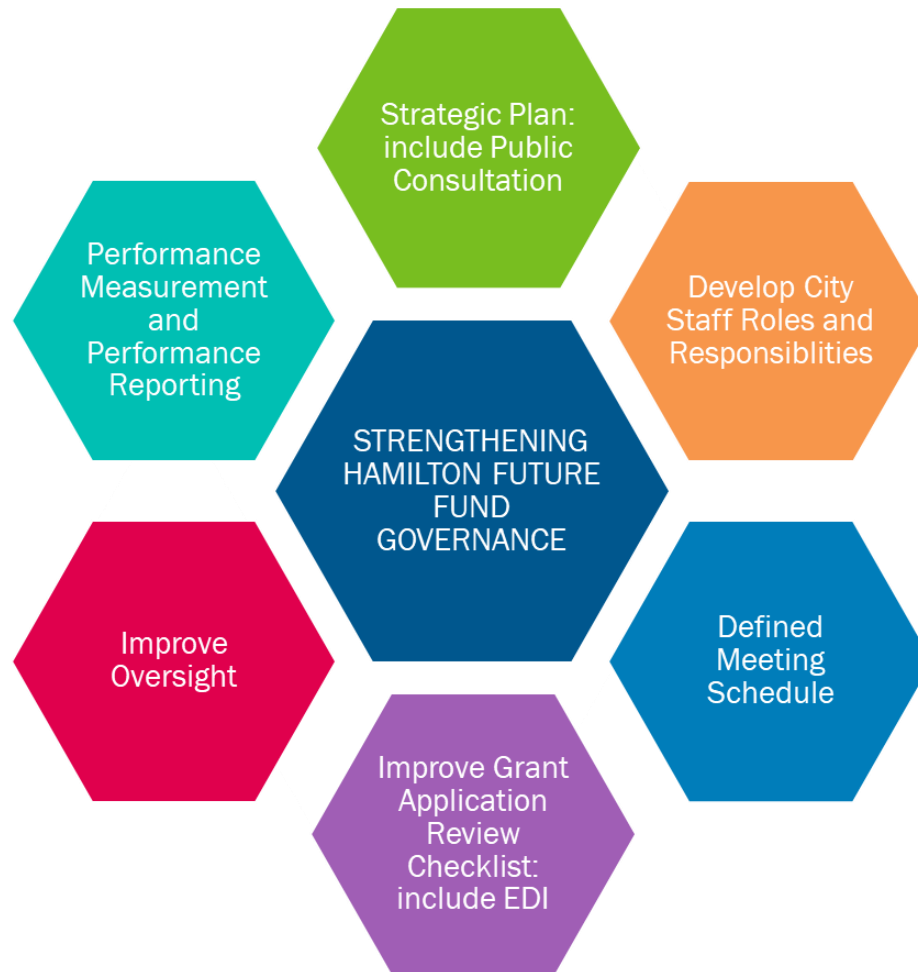 Strategic Plan:
include Public
Consultation
Performance
Measurement
and
Performance
Reporting
Develop City
Staff Roles and
Responsiblities
STRENGTHENING
HAMILTON FUTURE
FUND
GOVERNANCE
Improve
Oversight
Defined
Meeting
Schedule
Improve Grant
Application
Review
Checklist:
include EDI